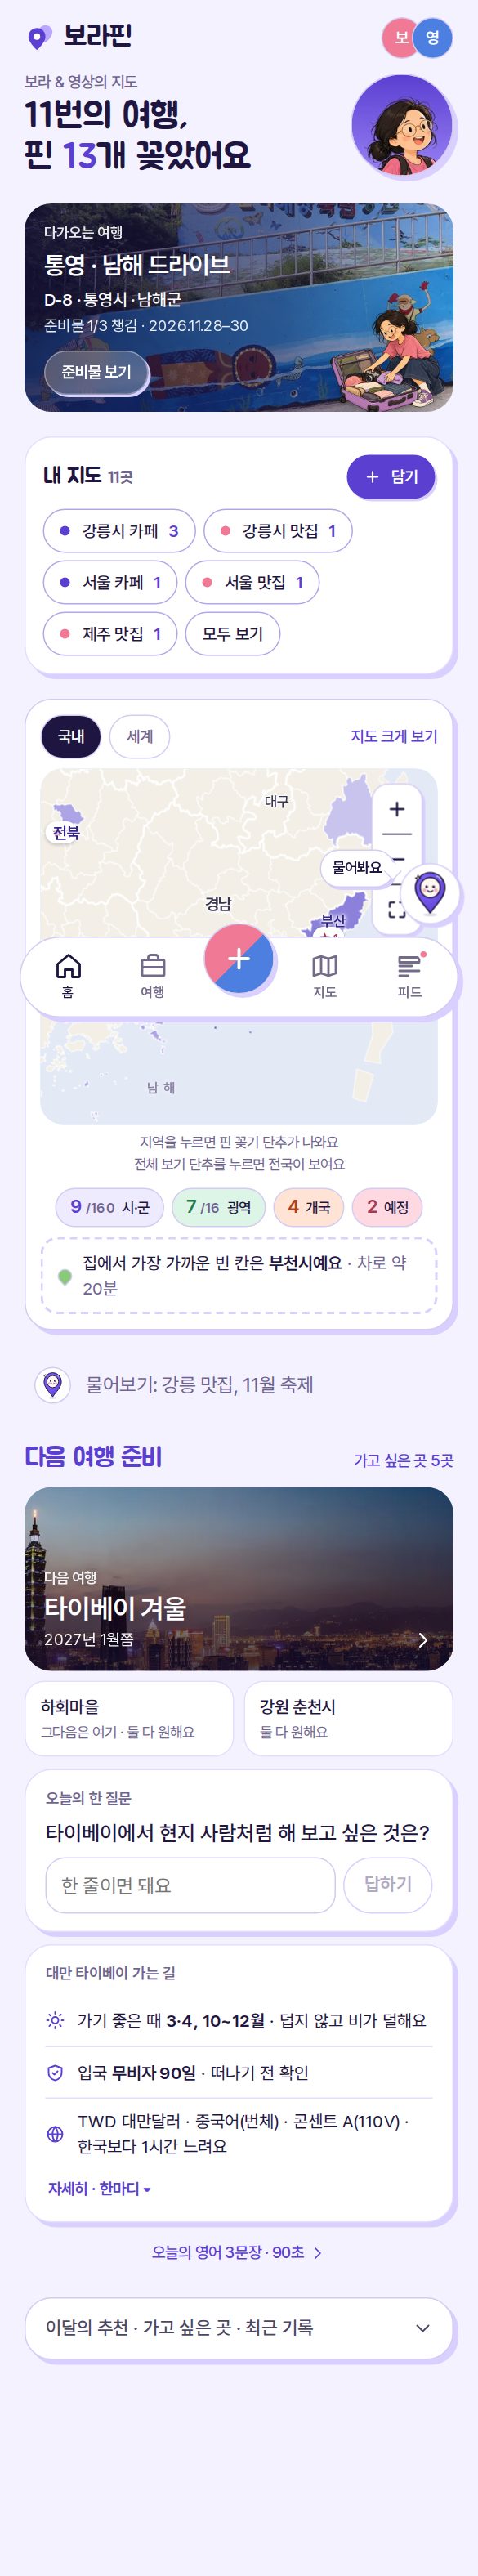 보라핀
보
영
보라 & 영상의 지도
11번의 여행,
핀 13개 꽂았어요
다가오는 여행
통영 · 남해 드라이브
D-8 · 통영시 · 남해군
준비물 1/3 챙김 · 2026.11.28–30
준비물 보기
내 지도 11곳
+ 담기
강릉시 카페 3
강릉시 맛집 1
서울 카페 1
서울 맛집 1
제주 맛집 1
모두 보기
국내
세계
지도 크게 보기
대구
전북
물어봐요
경남
부산
홈
여행
지도
피드
남해
지역을 누르면 핀 꽂기 단추가 나와요
전체 보기 단추를 누르면 전국이 보여요
9 /160 시·군
7 /16 광역
4 개국
2 예정
집에서 가장 가까운 빈 칸은 부천시예요 · 차로 약
20분
물어보기: 강릉 맛집, 11월 축제
다음 여행 준비
가고 싶은 곳 5곳
다음 여행
타이베이 겨울
2027년 1월쯤
하회마을
그다음은 여기 · 둘 다 원해요
강원 춘천시
둘 다 원해요
오늘의 한 질문
타이베이에서 현지 사람처럼 해 보고 싶은 것은?
한 줄이면 돼요
답하기
대만 타이베이 가는 길
가기 좋은 때 3·4, 10~12월 · 덥지 않고 비가 덜해요
입국 무비자 90일 · 떠나기 전 확인
TWD 대만달러 · 중국어(번체) · 콘센트 A(110V) ·
한국보다 1시간 느려요
자세히 · 한마디
오늘의 영어 3문장 · 90초
이달의 추천 · 가고 싶은 곳 · 최근 기록